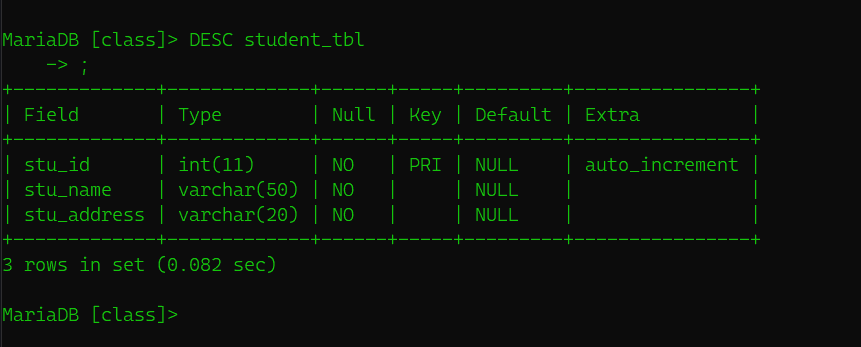 MariaDB [class]> DESC student_tbl
    -> ;
+------------+-------------+------+-----+---------+----------------+
| Field      | Type        | Null | Key | Default | Extra          |
+------------+-------------+------+-----+---------+----------------+
| stu_id     | int(11)     | NO   | PRI | NULL    | auto_increment |
| stu_name   | varchar(50) | NO   |     | NULL    |                |
| stu_address | varchar(20) | NO   |     | NULL    |                |
+------------+-------------+------+-----+---------+----------------+
3 rows in set (0.082 sec)
MariaDB [class]>